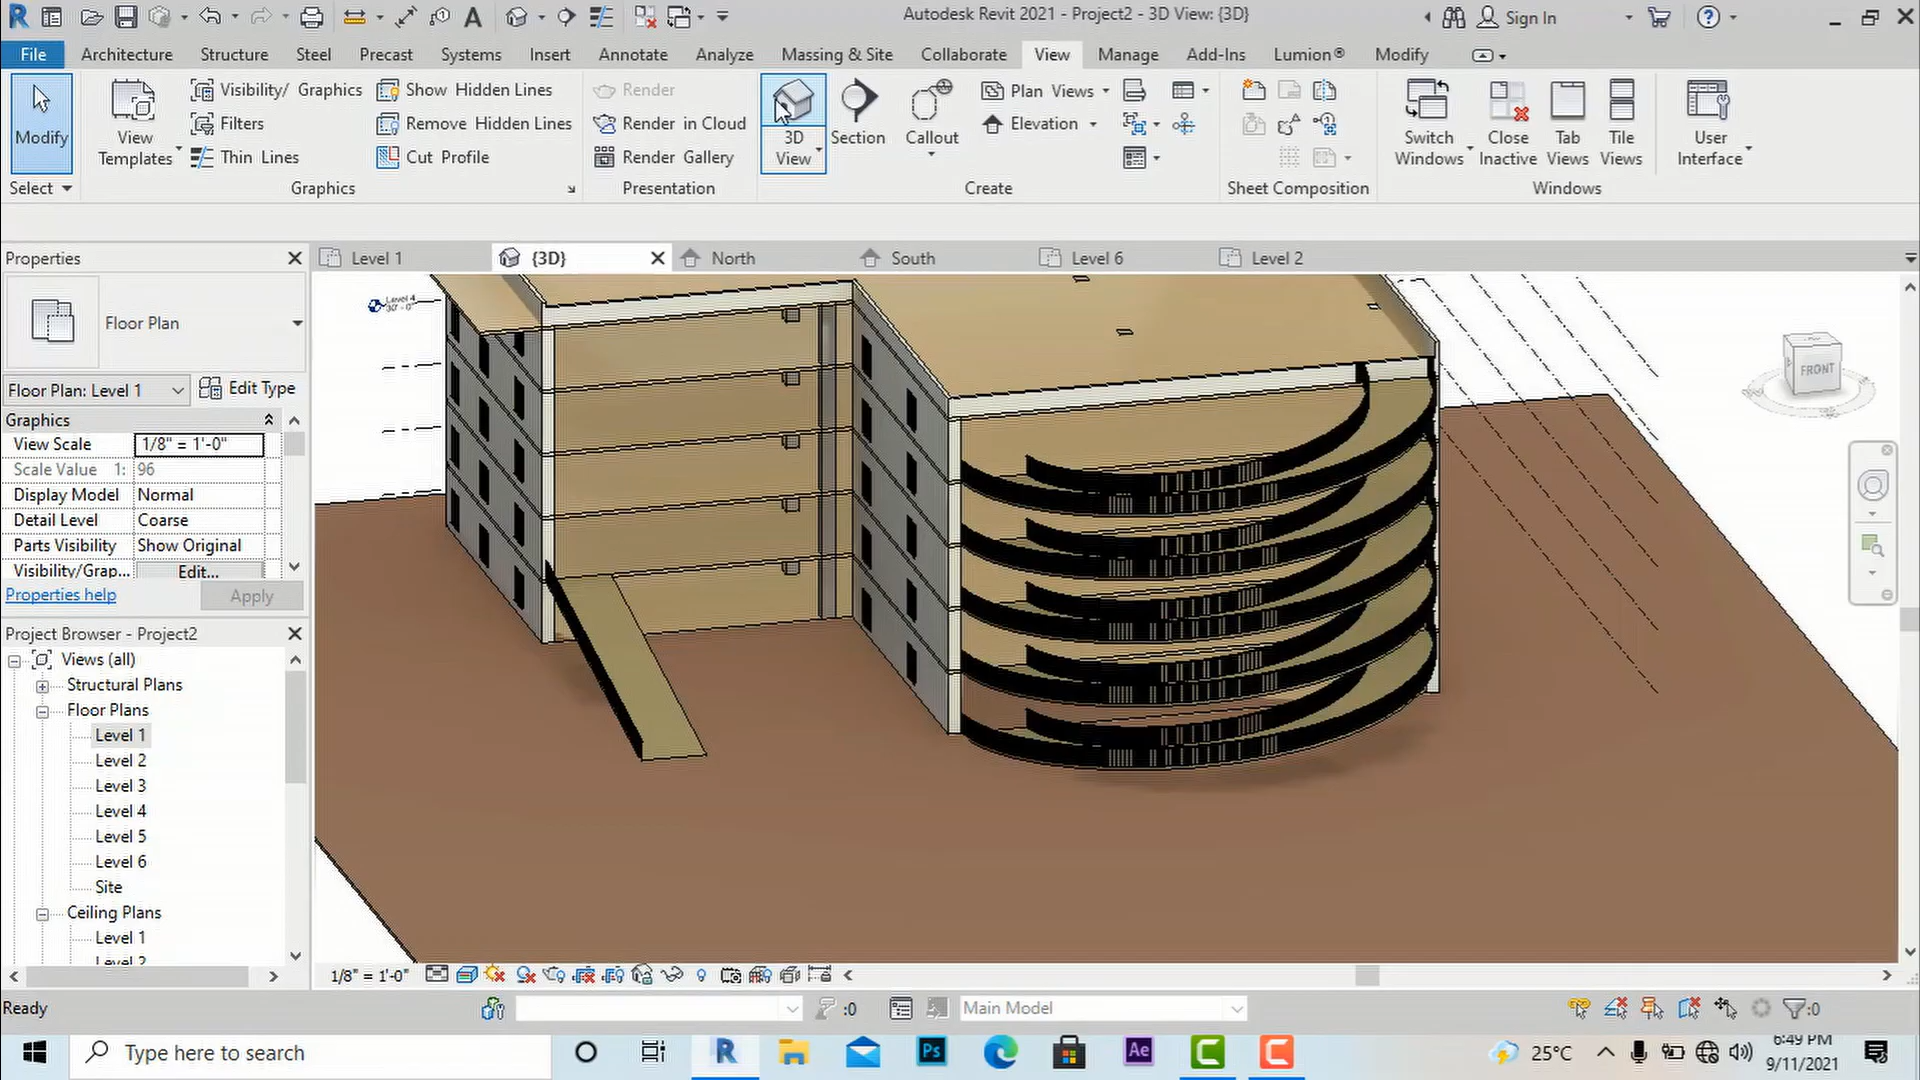 Autodesk Revit 2021 - Project2 - 3D View: {3D}
Sign In
File
Architecture
Structure
Steel
Precast
Systems
Insert
Annotate
Analyze
Massing & Site
Collaborate
View
Manage
Add-Ins
Lumion®
Modify
Modify
View
Templates
Visibility/ Graphics
Filters
Thin Lines
Show Hidden Lines
Remove Hidden Lines
Cut Profile
Render
Render in Cloud
Render Gallery
3D
View
Section
Callout
Plan Views
Elevation
Switch
Windows
Close
Inactive
Tab
Views
Tile
Views
User
Interface
Select
Graphics
Presentation
Create
Sheet Composition
Windows
Properties
Level 1
{3D}
North
South
Level 6
Level 2
Floor Plan
Floor Plan: Level 1
Edit Type
Graphics
View Scale
1/8" = 1'-0"
Scale Value 1:
96
Display Model
Normal
Detail Level
Coarse
Parts Visibility
Show Original
Visibility/Grap...
Edit...
Properties help
Apply
Project Browser - Project2
Views (all)
Structural Plans
Floor Plans
Level 1
Level 2
Level 3
Level 4
Level 5
Level 6
Site
Ceiling Plans
Level 1
Level 2
Level 4
30' - 0"
FRONT
1/8" = 1'-0"
Ready
:0
Main Model
:0
Type here to search
Ps
Ae
25°C
6:49 PM
9/11/2021